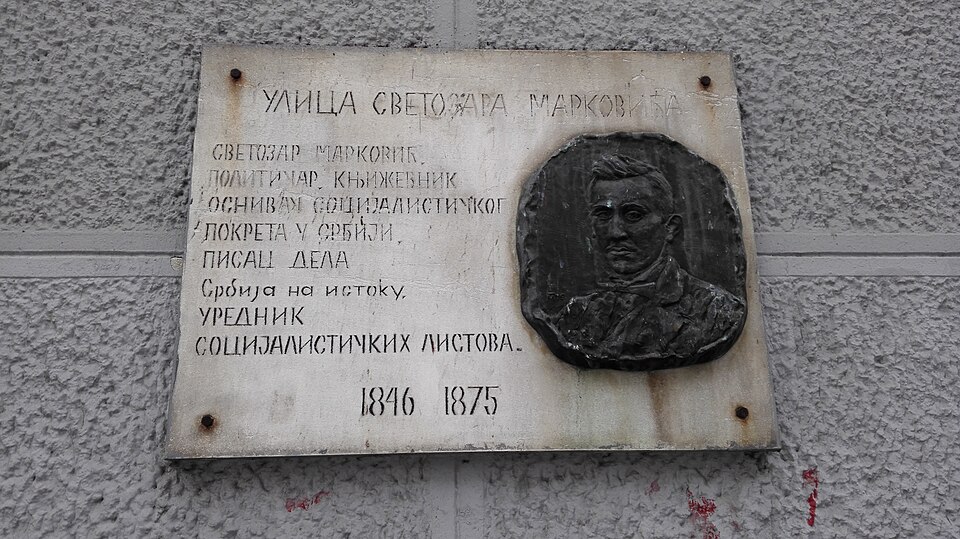 УЛИЦА СВЕТОЗАРА МАРКОВИЋА
СВЕТОЗАР МАРКОВИЋ,
ПОЛИТИЧАР, КЊИЖЕВНИК
ОСНИВАЧ СОЦИЈАЛИСТИЧКОГ
ПОКРЕТА У СРБИЈИ,
ПИСАЦ ДЕЛА
Србија на истоку,
УРЕДНИК
СОЦИЈАЛИСТИЧКИХ ЛИСТОВА.
1846 1875